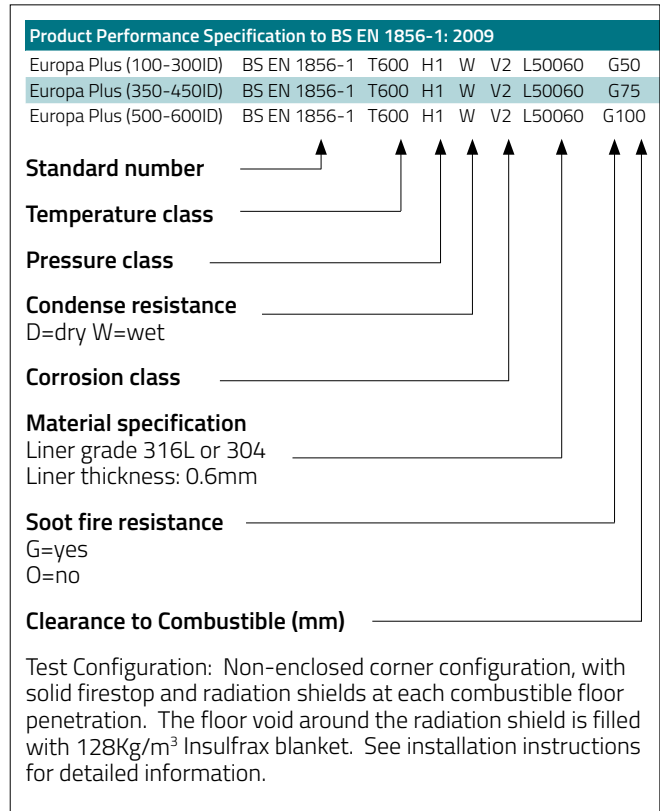 Product Performance Specification to BS EN 1856-1: 2009
Europa Plus (100-300ID) BS EN 1856-1 T600 H1 W V2 L50060 G50
Europa Plus (350-450ID) BS EN 1856-1 T600 H1 W V2 L50060 G75
Europa Plus (500-600ID) BS EN 1856-1 T600 H1 W V2 L50060 G100
Standard number
Temperature class
Pressure class
Condense resistance
D=dry W=wet
Corrosion class
Material specification
Liner grade 316L or 304
Liner thickness: 0.6mm
Soot fire resistance
G=yes
O=no
Clearance to Combustible (mm)
Test Configuration: Non-enclosed corner configuration, with
solid firestop and radiation shields at each combustible floor
penetration. The floor void around the radiation shield is filled
with 128Kg/m³ Insulfrax blanket. See installation instructions
for detailed information.